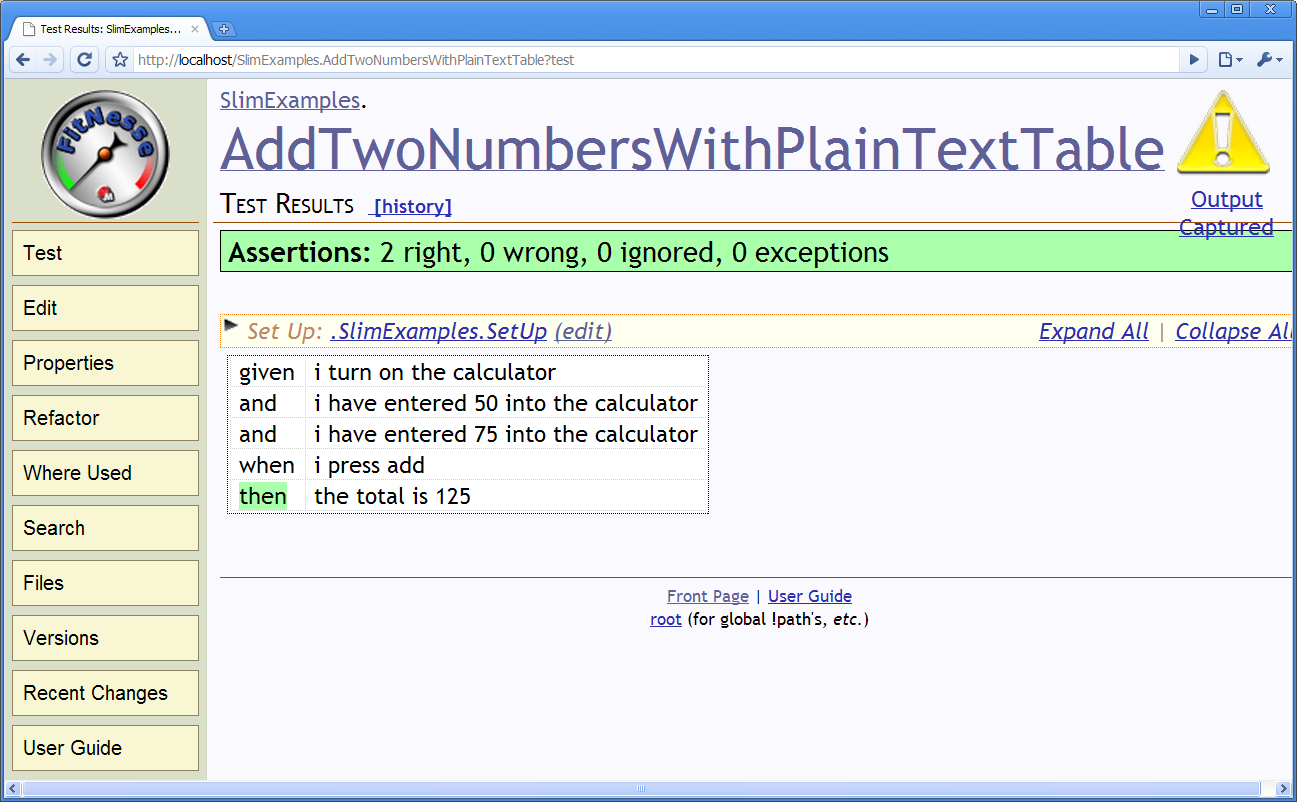 Test Results: SlimExamples...
http://localhost/SlimExamples.AddTwoNumbersWithPlainTextTable?test
FitNesse
SlimExamples.
AddTwoNumbersWithPlainTextTable
Output
Captured
Test Results [history]
Assertions: 2 right, 0 wrong, 0 ignored, 0 exceptions
Set Up: .SlimExamples.SetUp (edit) Expand All | Collapse All
given i turn on the calculator
and i have entered 50 into the calculator
and i have entered 75 into the calculator
when i press add
then the total is 125
Test
Edit
Properties
Refactor
Where Used
Search
Files
Versions
Recent Changes
User Guide
Front Page | User Guide
root (for global !path's, etc.)